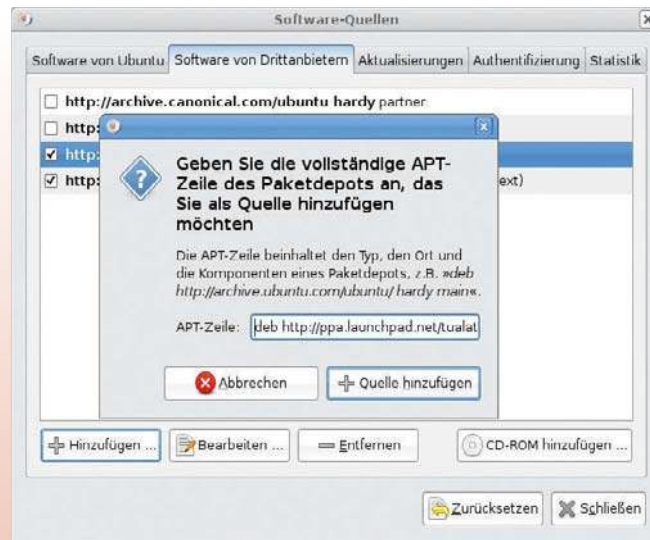 Software-Quellen
Software von Ubuntu
Software von Drittanbietern
Aktualisierungen
Authentifizierung
Statistik
http://archive.canonical.com/ubuntu hardy partner
http:
http:
http:
ext)
Geben Sie die vollständige APT-
Zeile des Paketdepots an, das
Sie als Quelle hinzufügen
möchten
Die APT-Zeile beinhaltet den Typ, den Ort und
die Komponenten eines Paketdepots, z.B. »deb
http://archive.ubuntu.com/ubuntu/ hardy main«.
APT-Zeile: deb http://ppa.launchpad.net/tualat
Abbrechen
Quelle hinzufügen
Hinzufügen ...
Bearbeiten ...
Entfernen
CD-ROM hinzufügen ...
Zurücksetzen
Schließen